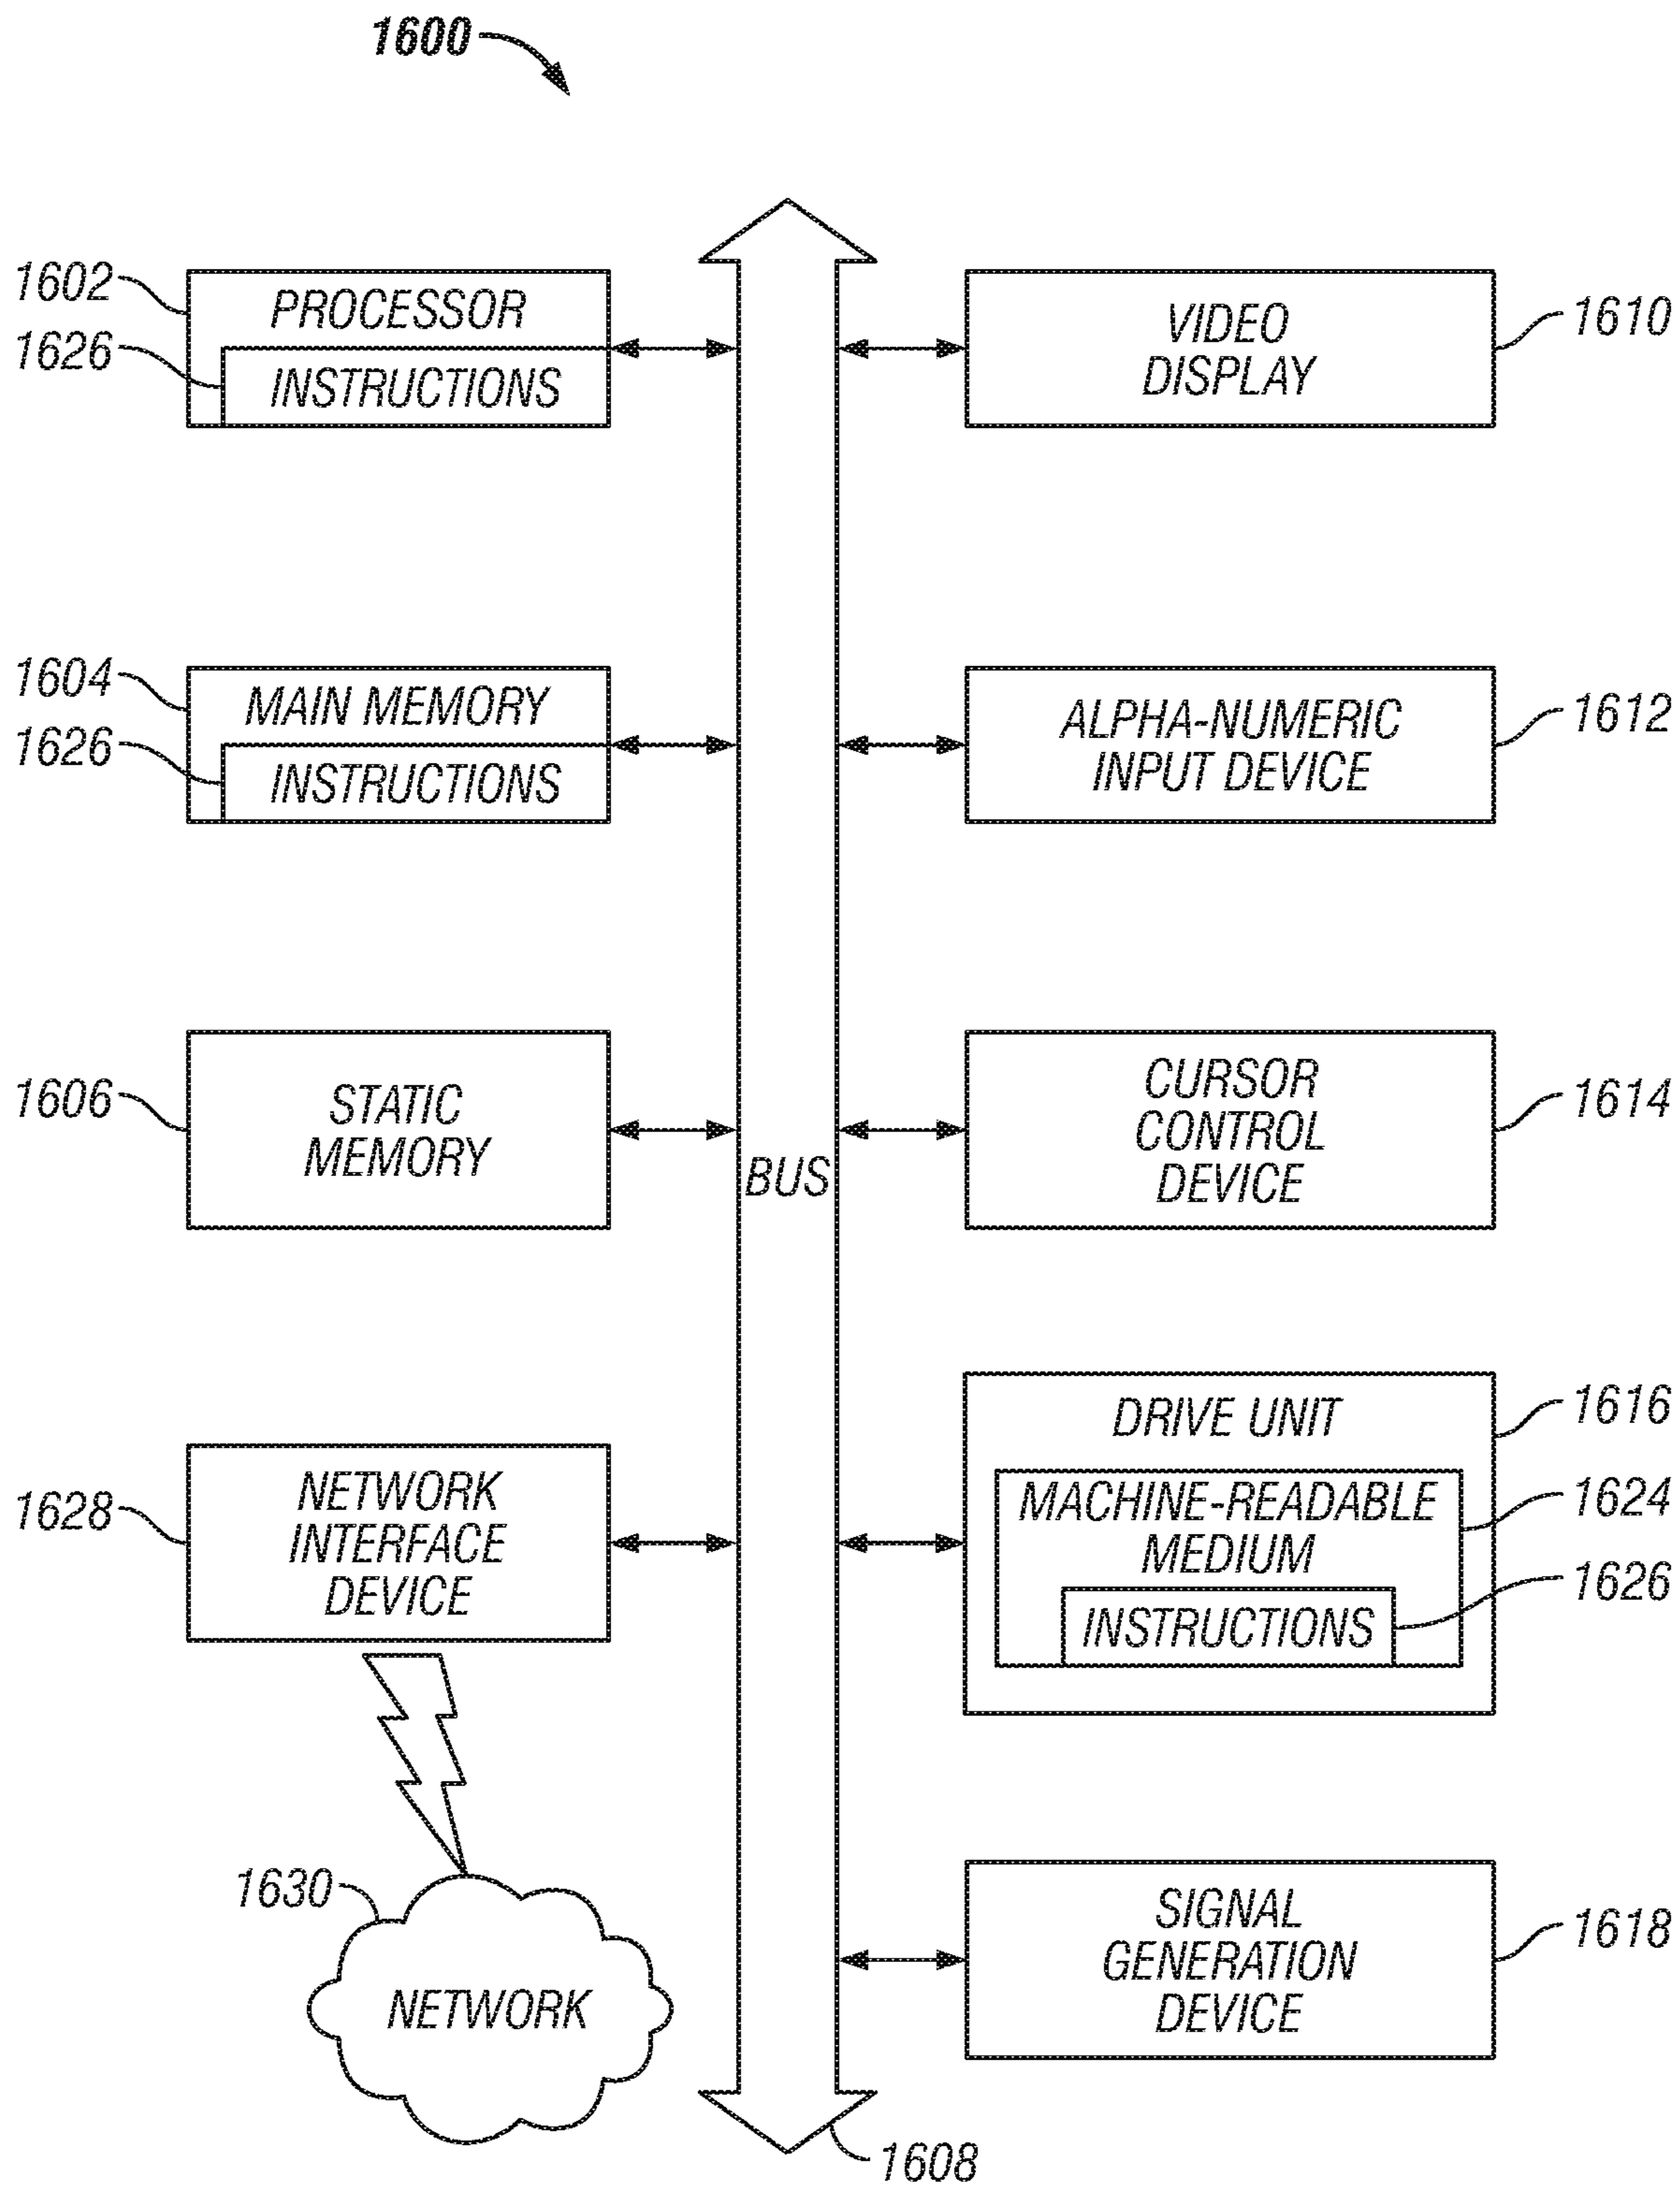 1600
1602
PROCESSOR
1626
INSTRUCTIONS
VIDEO
DISPLAY
1610
1604
MAIN MEMORY
1626
INSTRUCTIONS
ALPHA-NUMERIC
INPUT DEVICE
1612
1606
STATIC
MEMORY
BUS
CURSOR
CONTROL
DEVICE
1614
1628
NETWORK
INTERFACE
DEVICE
DRIVE UNIT
1616
MACHINE-READABLE
MEDIUM
1624
INSTRUCTIONS
1626
1630
NETWORK
SIGNAL
GENERATION
DEVICE
1618
1608